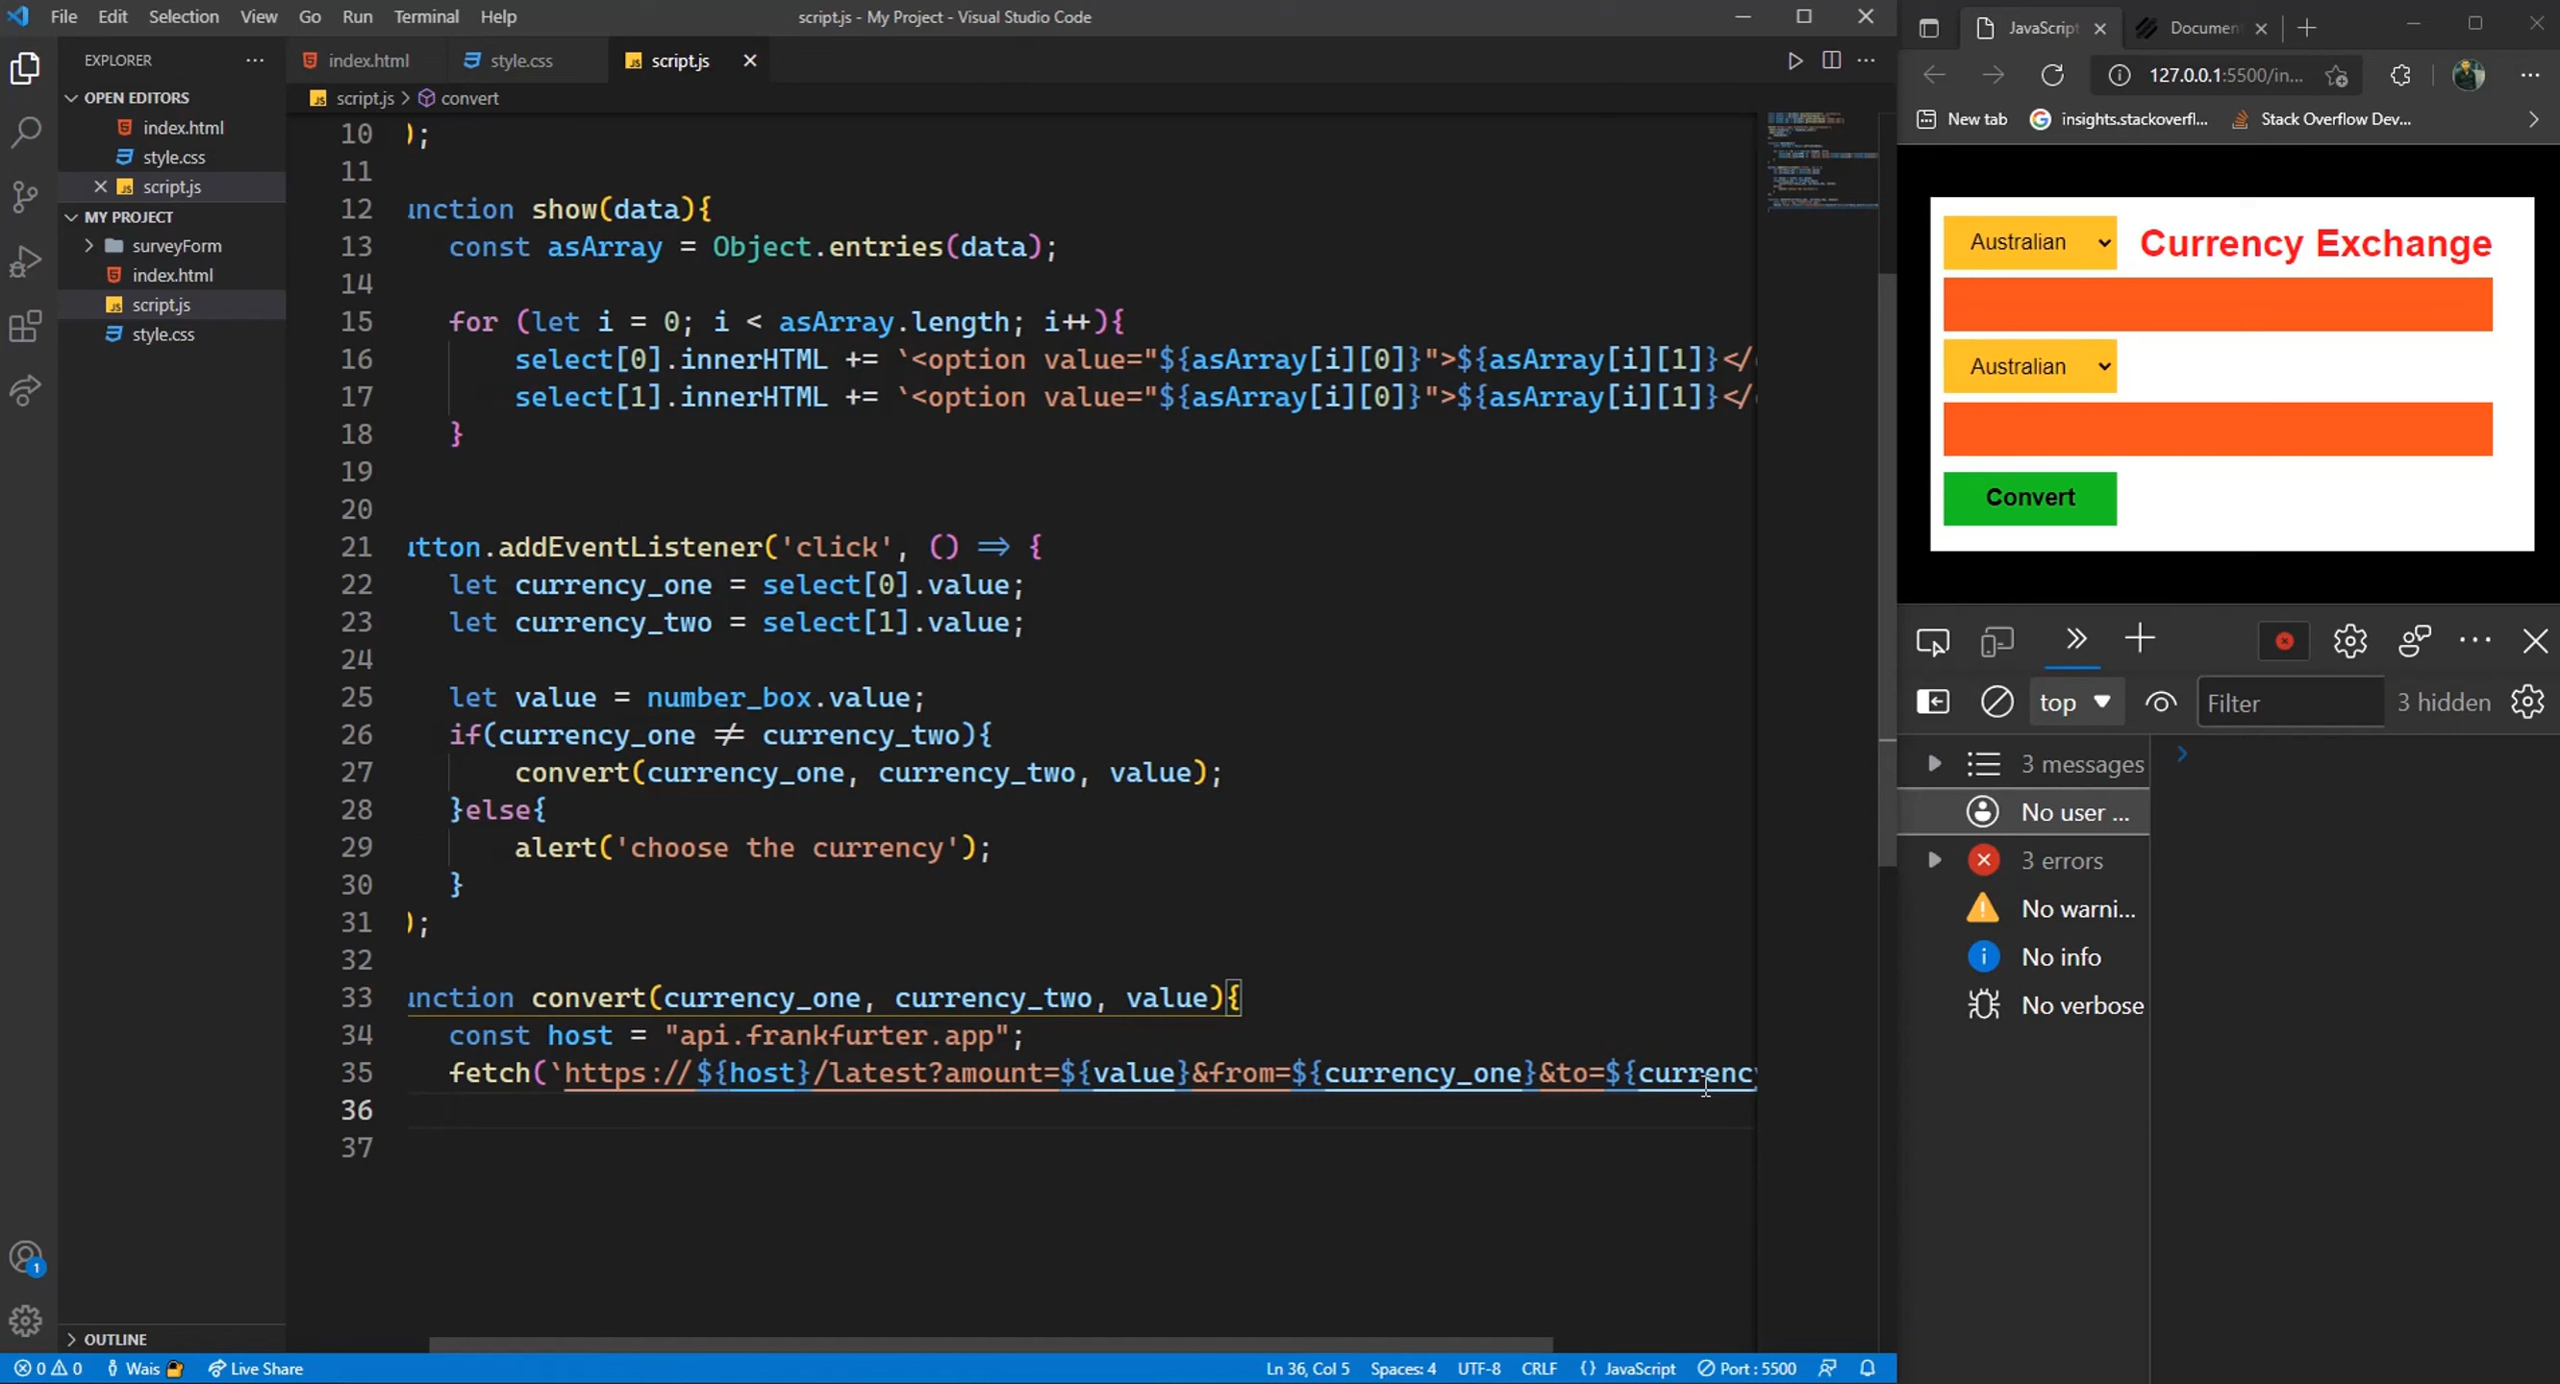 File Edit Selection View Go Run Terminal Help
script.js - My Project - Visual Studio Code
EXPLORER
OPEN EDITORS
index.html
style.css
script.js
MY PROJECT
surveyForm
index.html
script.js
style.css
OUTLINE
index.html style.css script.js
script.js > convert
10 );
11
12 unction show(data){
13 const asArray = Object.entries(data);
14
15 for (let i = 0; i < asArray.length; i++){
16 select[0].innerHTML += `<option value="${asArray[i][0]}">${asArray[i][1]}</
17 select[1].innerHTML += `<option value="${asArray[i][0]}">${asArray[i][1]}</
18 }
19
20
21 utton.addEventListener('click', () => {
22 let currency_one = select[0].value;
23 let currency_two = select[1].value;
24
25 let value = number_box.value;
26 if(currency_one != currency_two){
27 convert(currency_one, currency_two, value);
28 }else{
29 alert('choose the currency');
30 }
31 );
32
33 unction convert(currency_one, currency_two, value){
34 const host = "api.frankfurter.app";
35 fetch(`https://${host}/latest?amount=${value}&from=${currency_one}&to=${currency
36
37
0 0 Wais Live Share
Ln 36, Col 5 Spaces: 4 UTF-8 CRLF {} JavaScript Port : 5500
JavaScript Documen
127.0.0.1:5500/in...
New tab insights.stackoverfl... Stack Overflow Dev...
Australian
Currency Exchange
Australian
Convert
top Filter 3 hidden
3 messages
No user ...
3 errors
No warni...
No info
No verbose
1